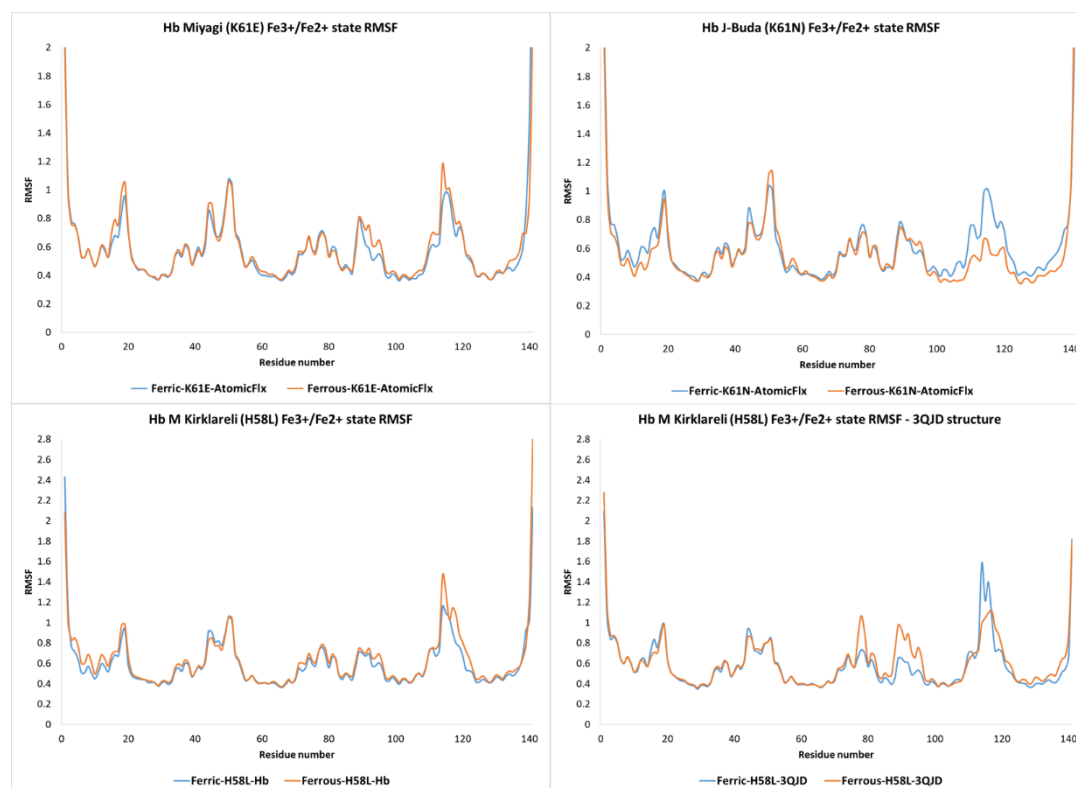 Hb Miyagi (K61E) Fe3+/Fe2+ state RMSF
2
1.8
1.6
1.4
1.2
1
0.8
0.6
0.4
0.2
0
RMSF
0 20 40 60 80 100 120 140
Residue number
Ferric-K61E-AtomicFlx Ferrous-K61E-AtomicFlx
Hb J-Buda (K61N) Fe3+/Fe2+ state RMSF
2
1.8
1.6
1.4
1.2
1
0.8
0.6
0.4
0.2
0
RMSF
0 20 40 60 80 100 120 140
Residue number
Ferric-K61N-AtomicFlx Ferrous-K61N-AtomicFlx
Hb M Kirklareli (H58L) Fe3+/Fe2+ state RMSF
2.8
2.6
2.4
2.2
2
1.8
1.6
1.4
1.2
1
0.8
0.6
0.4
0.2
0
RMSF
0 20 40 60 80 100 120 140
Residue number
Ferric-H58L-Hb Ferrous-H58L-Hb
Hb M Kirklareli (H58L) Fe3+/Fe2+ state RMSF - 3QJD structure
2.8
2.6
2.4
2.2
2
1.8
1.6
1.4
1.2
1
0.8
0.6
0.4
0.2
0
RMSF
0 20 40 60 80 100 120 140
Residue number
Ferric-H58L-3QJD Ferrous-H58L-3QJD